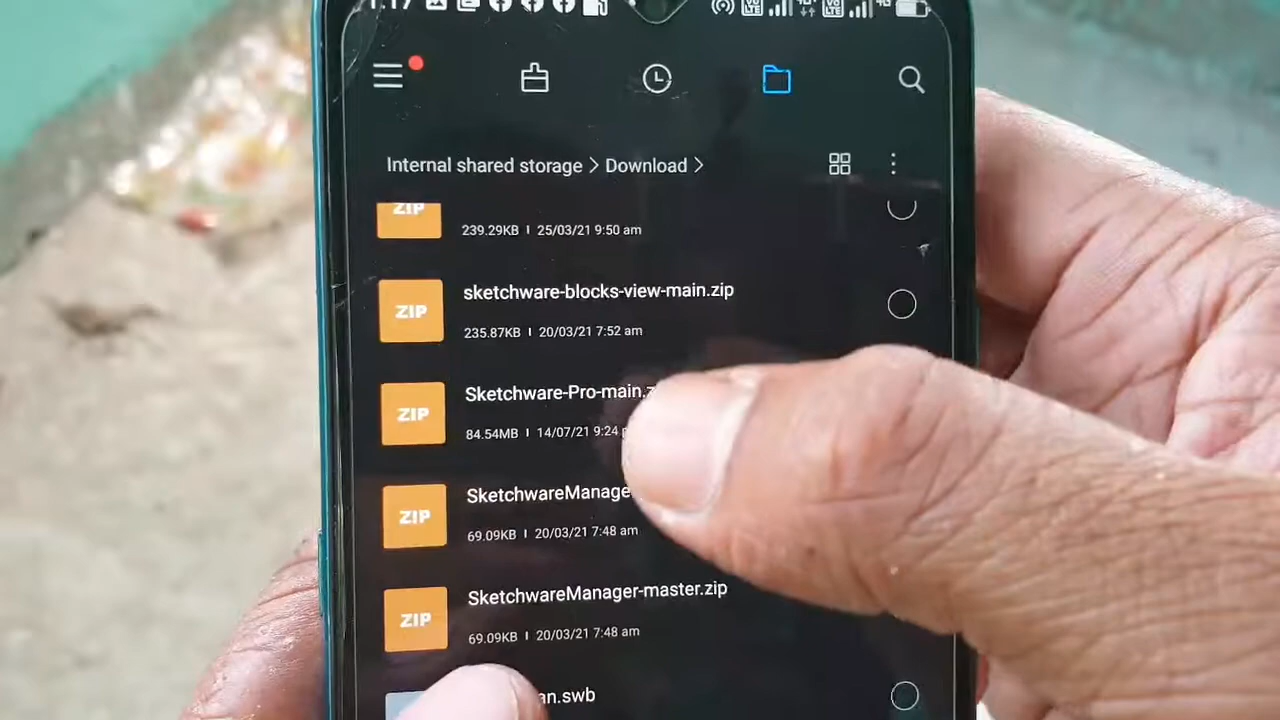 Internal shared storage > Download >
ZIP
239.29KB | 25/03/21 9:50 am
ZIP
sketchware-blocks-view-main.zip
235.87KB | 20/03/21 7:52 am
ZIP
Sketchware-Pro-main.z
84.54MB | 14/07/21 9:24
ZIP
SketchwareManage
69.09KB | 20/03/21 7:48 am
ZIP
SketchwareManager-master.zip
69.09KB | 20/03/21 7:48 am
an.swb